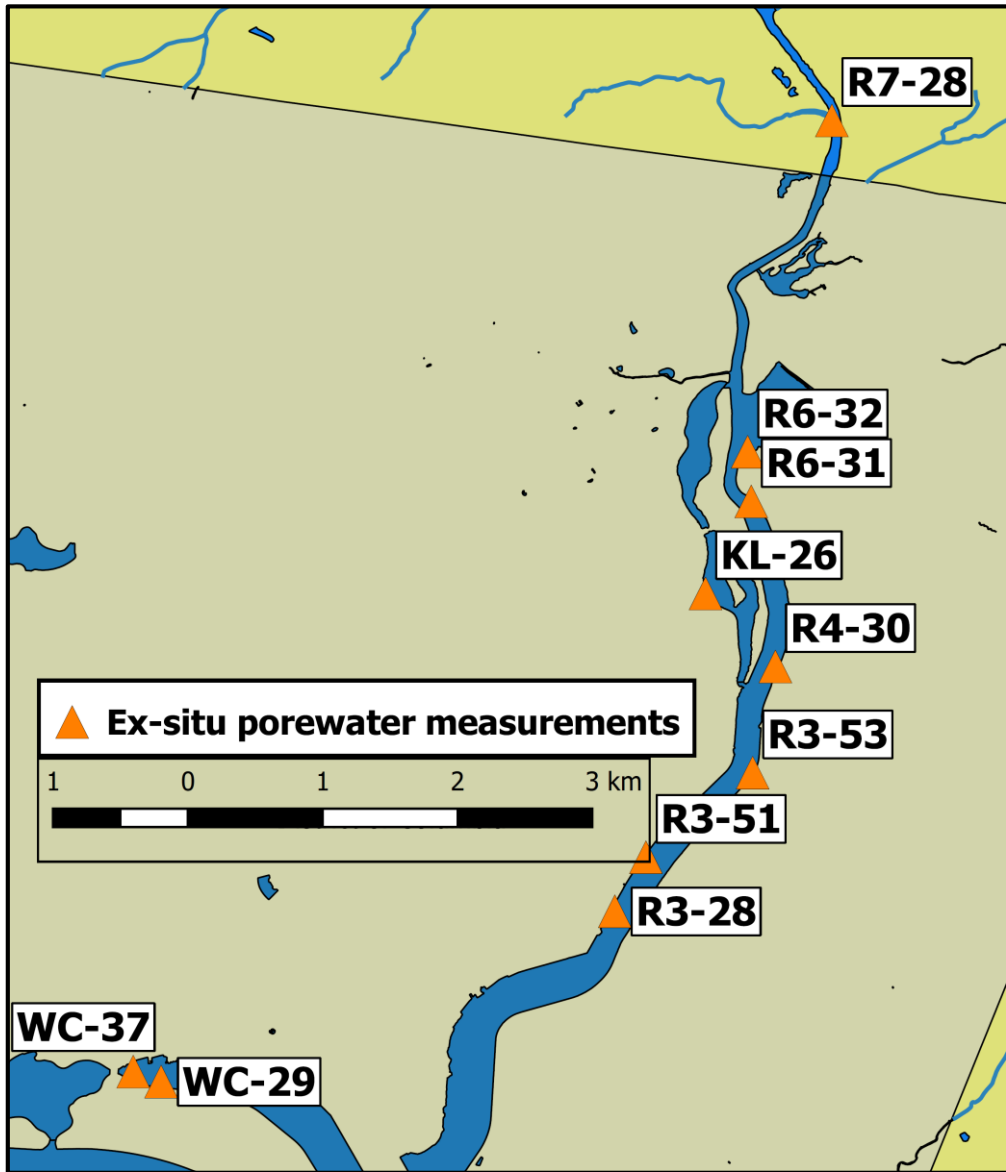 R7-28
R6-32
R6-31
KL-26
R4-30
Ex-situ porewater measurements
R3-53
1 0 1 2 3 km
R3-51
R3-28
WC-37
WC-29